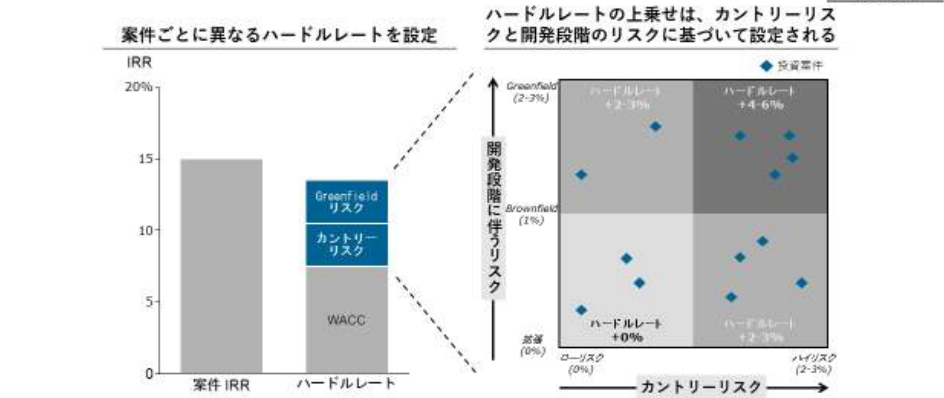 案件ごとに異なるハードルレートを設定
IRR
20%
15
10
5
0
Greenfield
リスク
カントリー
リスク
WACC
案件 IRR
ハードルレート
ハードルレートの上乗せは、カントリーリス
クと開発段階のリスクに基づいて設定される
投資案件
Greenfield
(2-3%)
Brownfield
(1%)
拡張
(0%)
開発段階に伴うリスク
ハードルレート
+2-3%
ハードルレート
+4-6%
ハードルレート
+0%
ハードルレート
+2-3%
ローリスク
(0%)
ハイリスク
(2-3%)
カントリーリスク